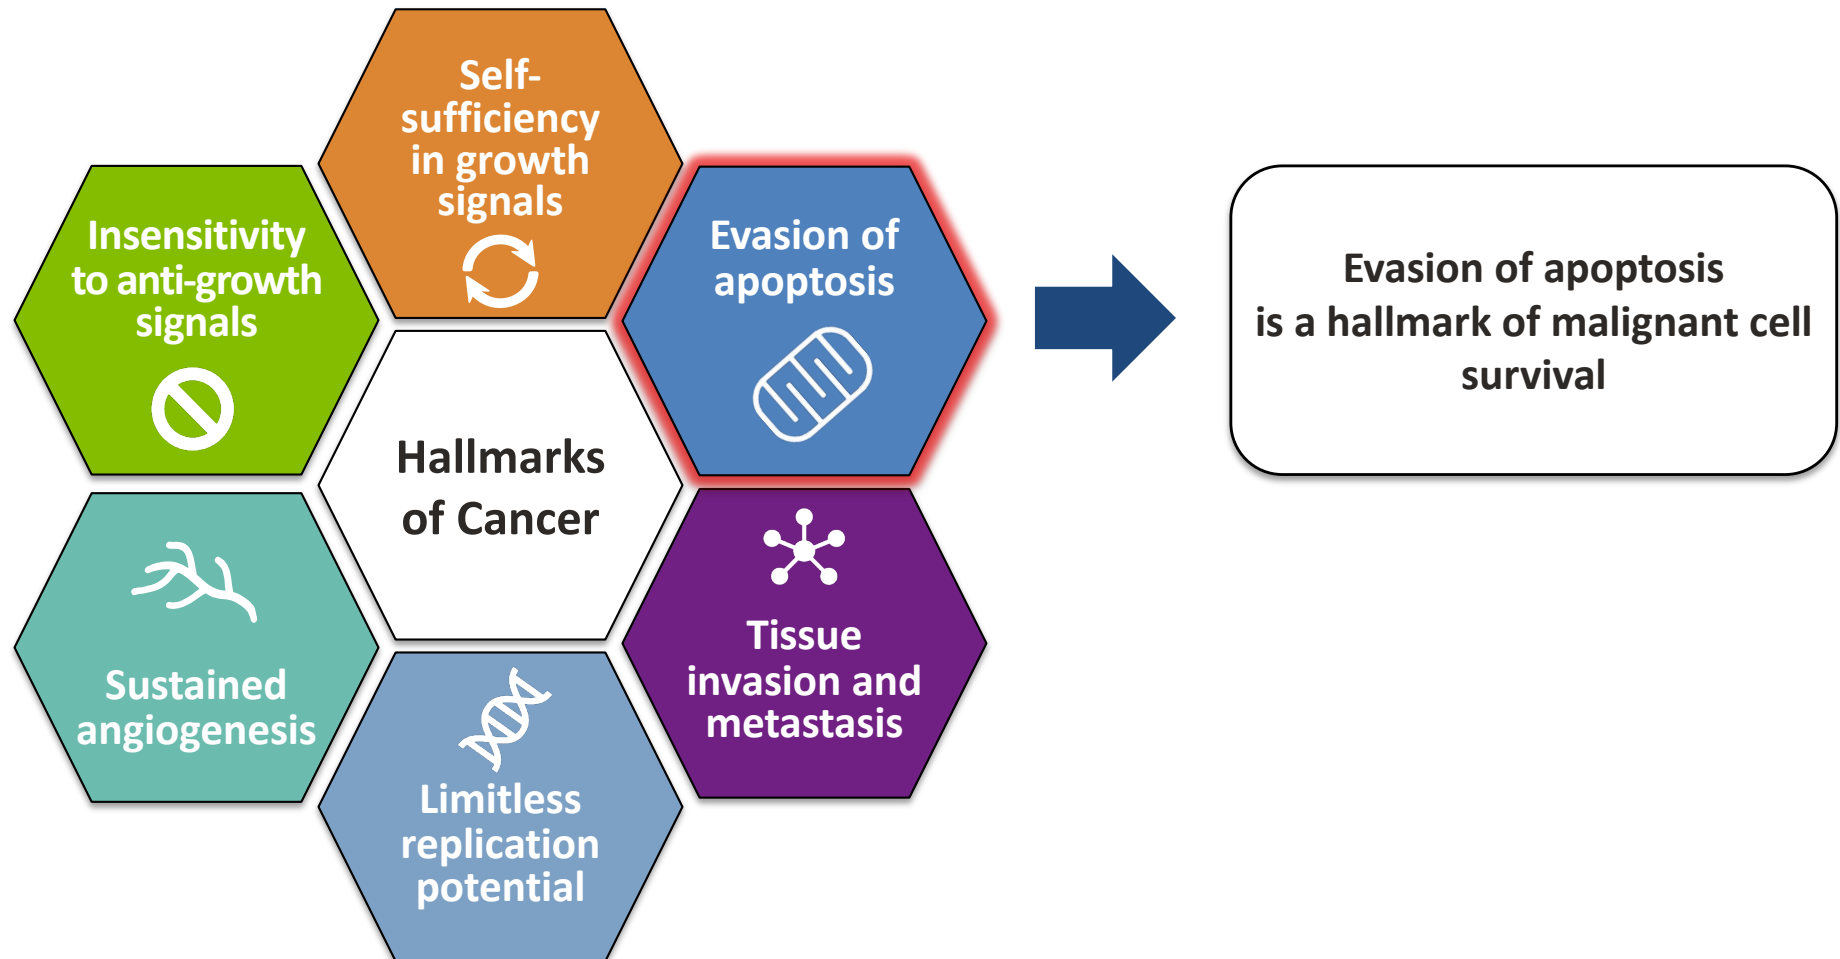 Self-
sufficiency
in growth
signals
Insensitivity
to anti-growth
signals
Evasion of
apoptosis
Hallmarks
of Cancer
Sustained
angiogenesis
Limitless
replication
potential
Tissue
invasion and
metastasis
Evasion of apoptosis
is a hallmark of malignant cell
survival